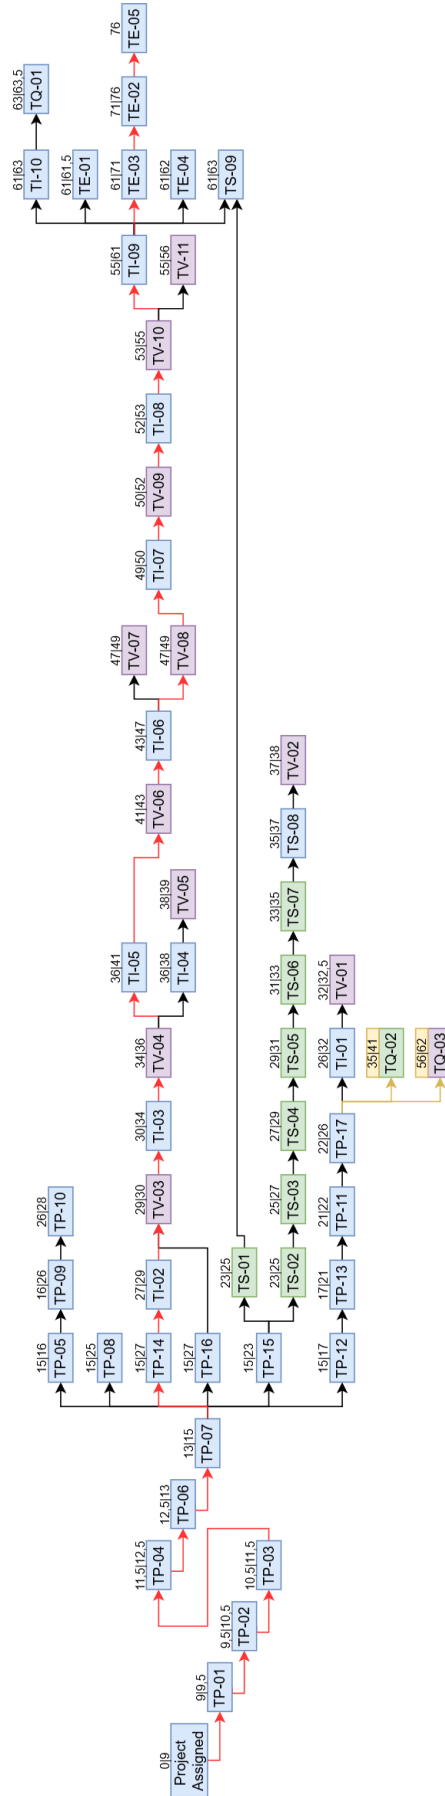 0|9
Project
Assigned
9|9,5
TP-01
9,5|10,5
TP-02
10,5|11,5
TP-03
11,5|12,5
TP-04
12,5|13
TP-06
13|15
TP-07
15|16
TP-05
16|26
TP-09
26|28
TP-10
15|25
TP-08
15|27
TP-14
27|29
TI-02
29|30
TV-03
30|34
TI-03
34|36
TV-04
36|41
TI-05
36|38
TI-04
38|39
TV-05
41|43
TV-06
43|47
TI-06
47|49
TV-07
47|49
TV-08
49|50
TI-07
50|52
TV-09
52|53
TI-08
53|55
TV-10
55|61
TI-09
55|56
TV-11
61|63
TI-10
63|63,5
TQ-01
61|61,5
TE-01
61|71
TE-03
71|76
TE-02
76
TE-05
61|62
TE-04
61|63
TS-09
15|27
TP-16
15|23
TP-15
23|25
TS-01
23|25
TS-02
25|27
TS-03
27|29
TS-04
29|31
TS-05
31|33
TS-06
33|35
TS-07
35|37
TS-08
37|38
TV-02
15|17
TP-12
17|21
TP-13
21|22
TP-11
22|26
TP-17
26|32
TI-01
32|32,5
TV-01
35|41
TQ-02
56|62
TQ-03